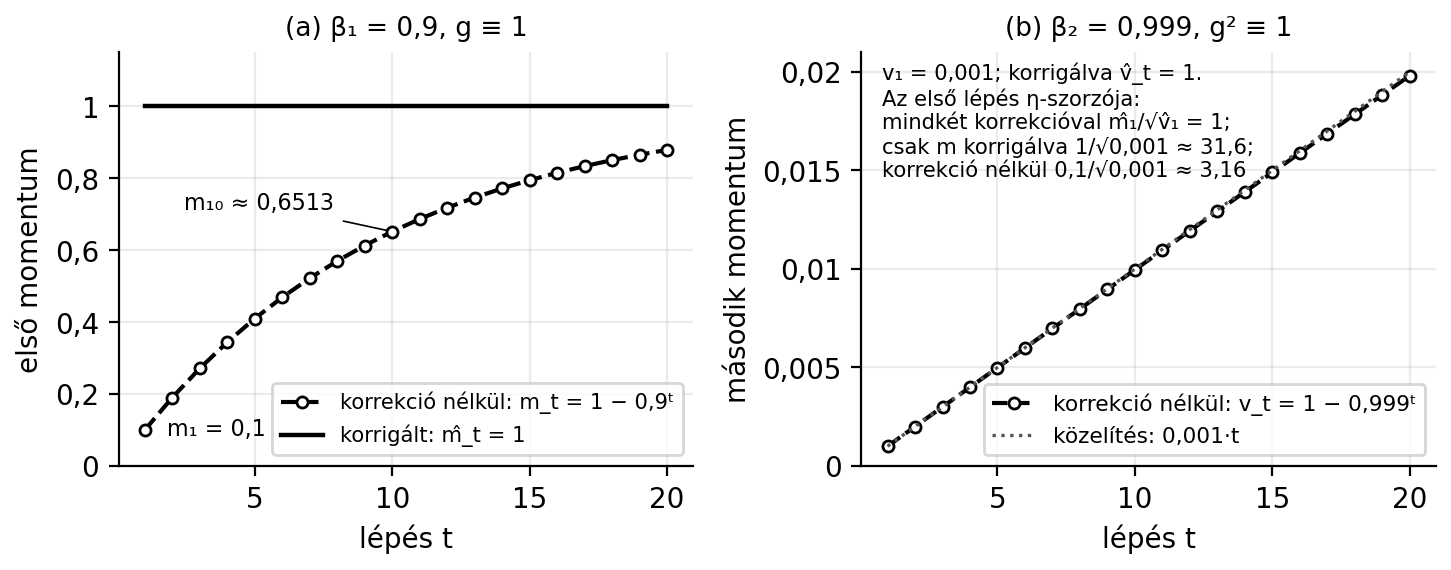 (a) β₁ = 0,9, g ≡ 1
első momentum
1
0,8
0,6
0,4
0,2
0
m₁₀ ≈ 0,6513
m₁ = 0,1
korrekció nélkül: m_t = 1 − 0,9ᵗ
korrigált: m̂_t = 1
5
10
15
20
lépés t
(b) β₂ = 0,999, g² ≡ 1
második momentum
0,02
0,015
0,01
0,005
0
v₁ = 0,001; korrigálva v̂_t = 1.
Az első lépés η-szorzója:
mindkét korrekcióval m̂₁/√v̂₁ = 1;
csak m korrigálva 1/√0,001 ≈ 31,6;
korrekció nélkül 0,1/√0,001 ≈ 3,16
korrekció nélkül: v_t = 1 − 0,999ᵗ
közelítés: 0,001·t
5
10
15
20
lépés t